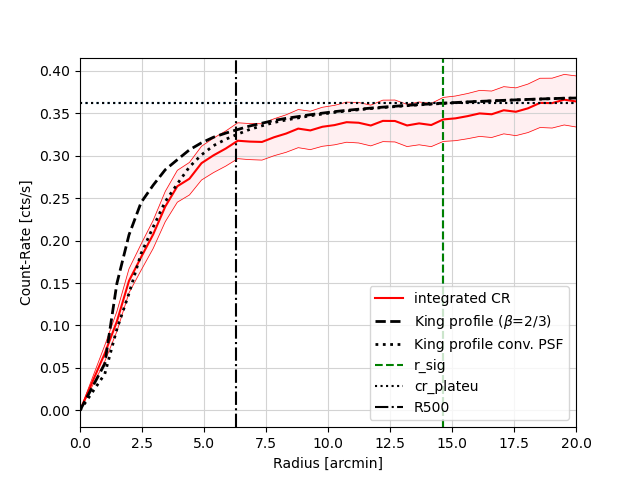 0.40
0.35
0.30
0.25
0.20
0.15
0.10
0.05
0.00
Count-Rate [cts/s]
integrated CR
King profile (β=2/3)
King profile conv. PSF
r_sig
cr_plateu
R500
0.0 2.5 5.0 7.5 10.0 12.5 15.0 17.5 20.0
Radius [arcmin]